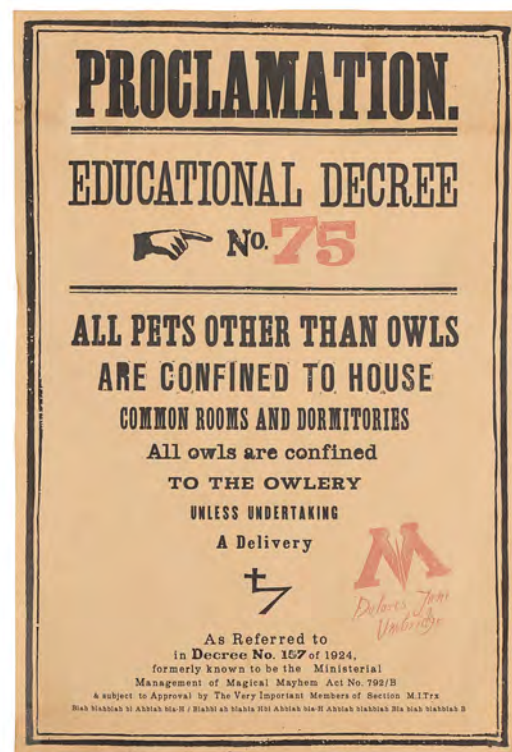 PROCLAMATION.
EDUCATIONAL DECREE
No. 75
ALL PETS OTHER THAN OWLS
ARE CONFINED TO HOUSE
COMMON ROOMS AND DORMITORIES
All owls are confined
TO THE OWLERY
UNLESS UNDERTAKING
A Delivery
M
Dolores Jane
Umbridge
As Referred to
in Decree No. 157 of 1924,
formerly known to be the Ministerial
Management of Magical Mayhem Act No. 792/B
& subject to Approval by The Very Important Members of Section M.I.Trx